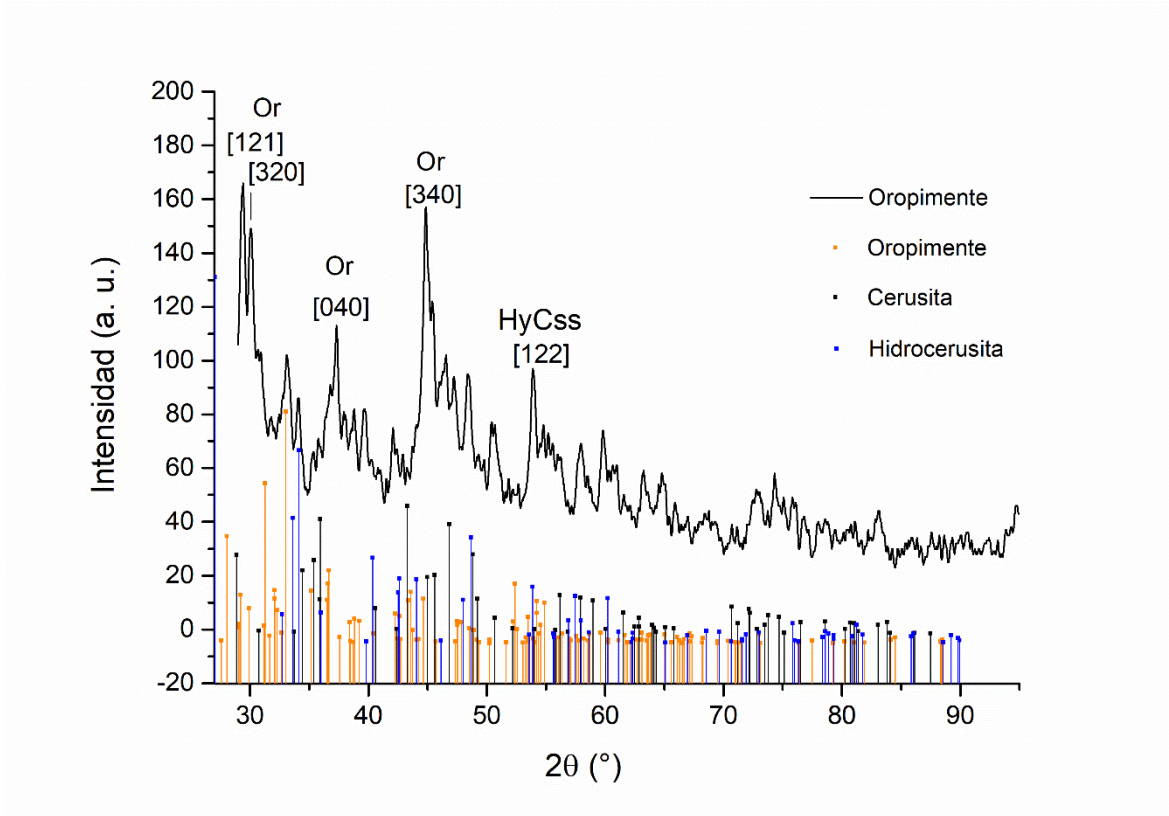 200
180
160
140
120
100
80
60
40
20
0
-20
Intensidad (a. u.)
Or
[121]
[320]
Or
[040]
Or
[340]
HyCss
[122]
Oropimente
Oropimente
Cerusita
Hidrocerusita
30 40 50 60 70 80 90
2θ (°)